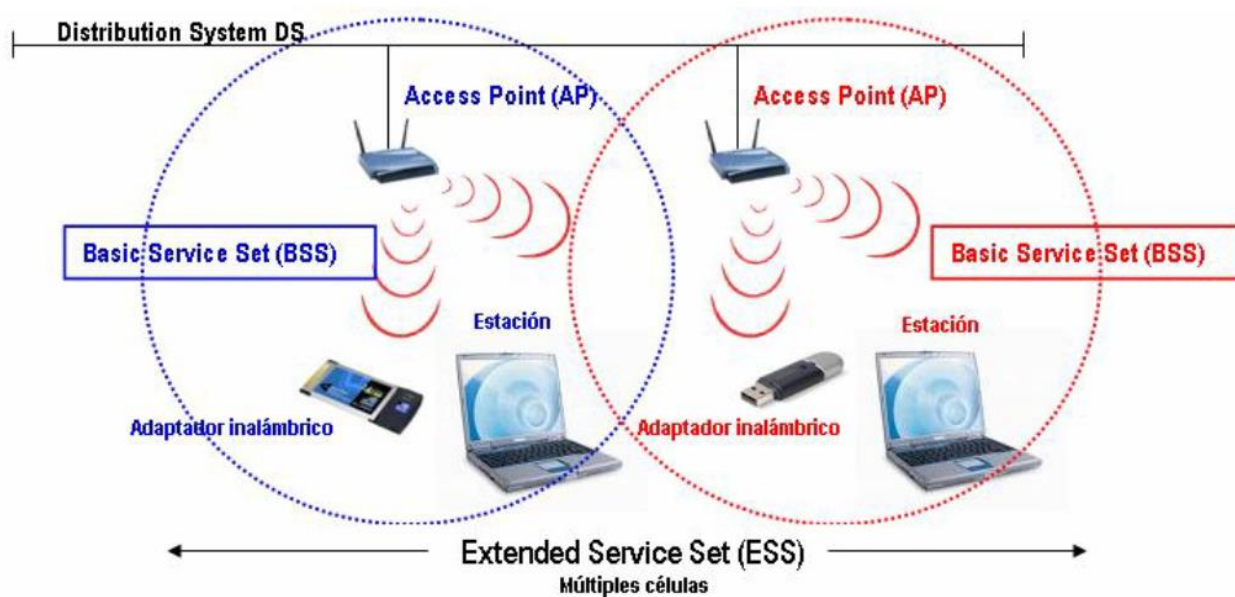 Distribution System DS
Access Point (AP)
Access Point (AP)
Basic Service Set (BSS)
Basic Service Set (BSS)
Estación
Estación
Adaptador inalámbrico
Adaptador inalámbrico
Extended Service Set (ESS)
Múltiples células